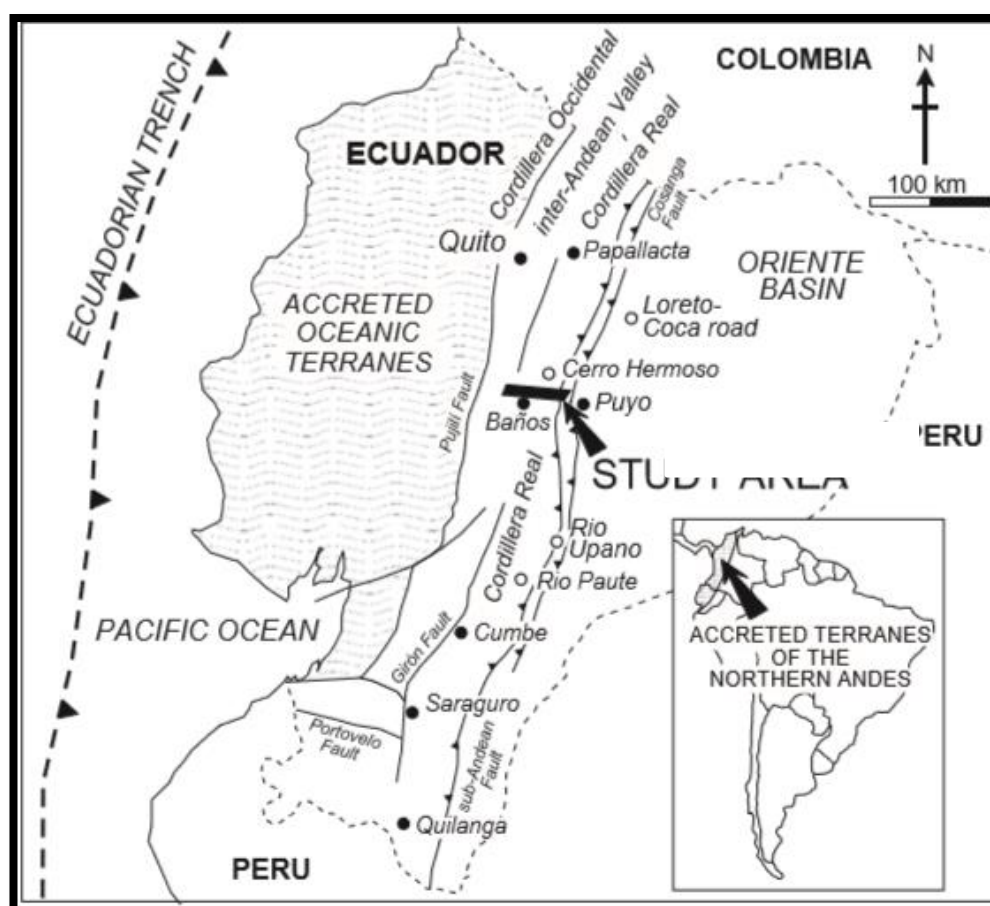 COLOMBIA
N
100 km
ECUADORIAN TRENCH
ECUADOR
Cordillera Occidental
Inter-Andean Valley
Cordillera Real
Cosanga
Fault
Quito
Papallacta
ORIENTE
BASIN
ACCRETED
OCEANIC
TERRANES
Loreto-
Coca road
Cerro Hermoso
Pujilí Fault
Baños
Puyo
PERU
STUDY AREA
Cordillera Real
Rio
Upano
Rio Paute
PACIFIC OCEAN
Cumbe
Girón Fault
Saraguro
Portovelo
Fault
sub-Andean
Fault
Quilanga
PERU
ACCRETED TERRANES
OF THE
NORTHERN ANDES